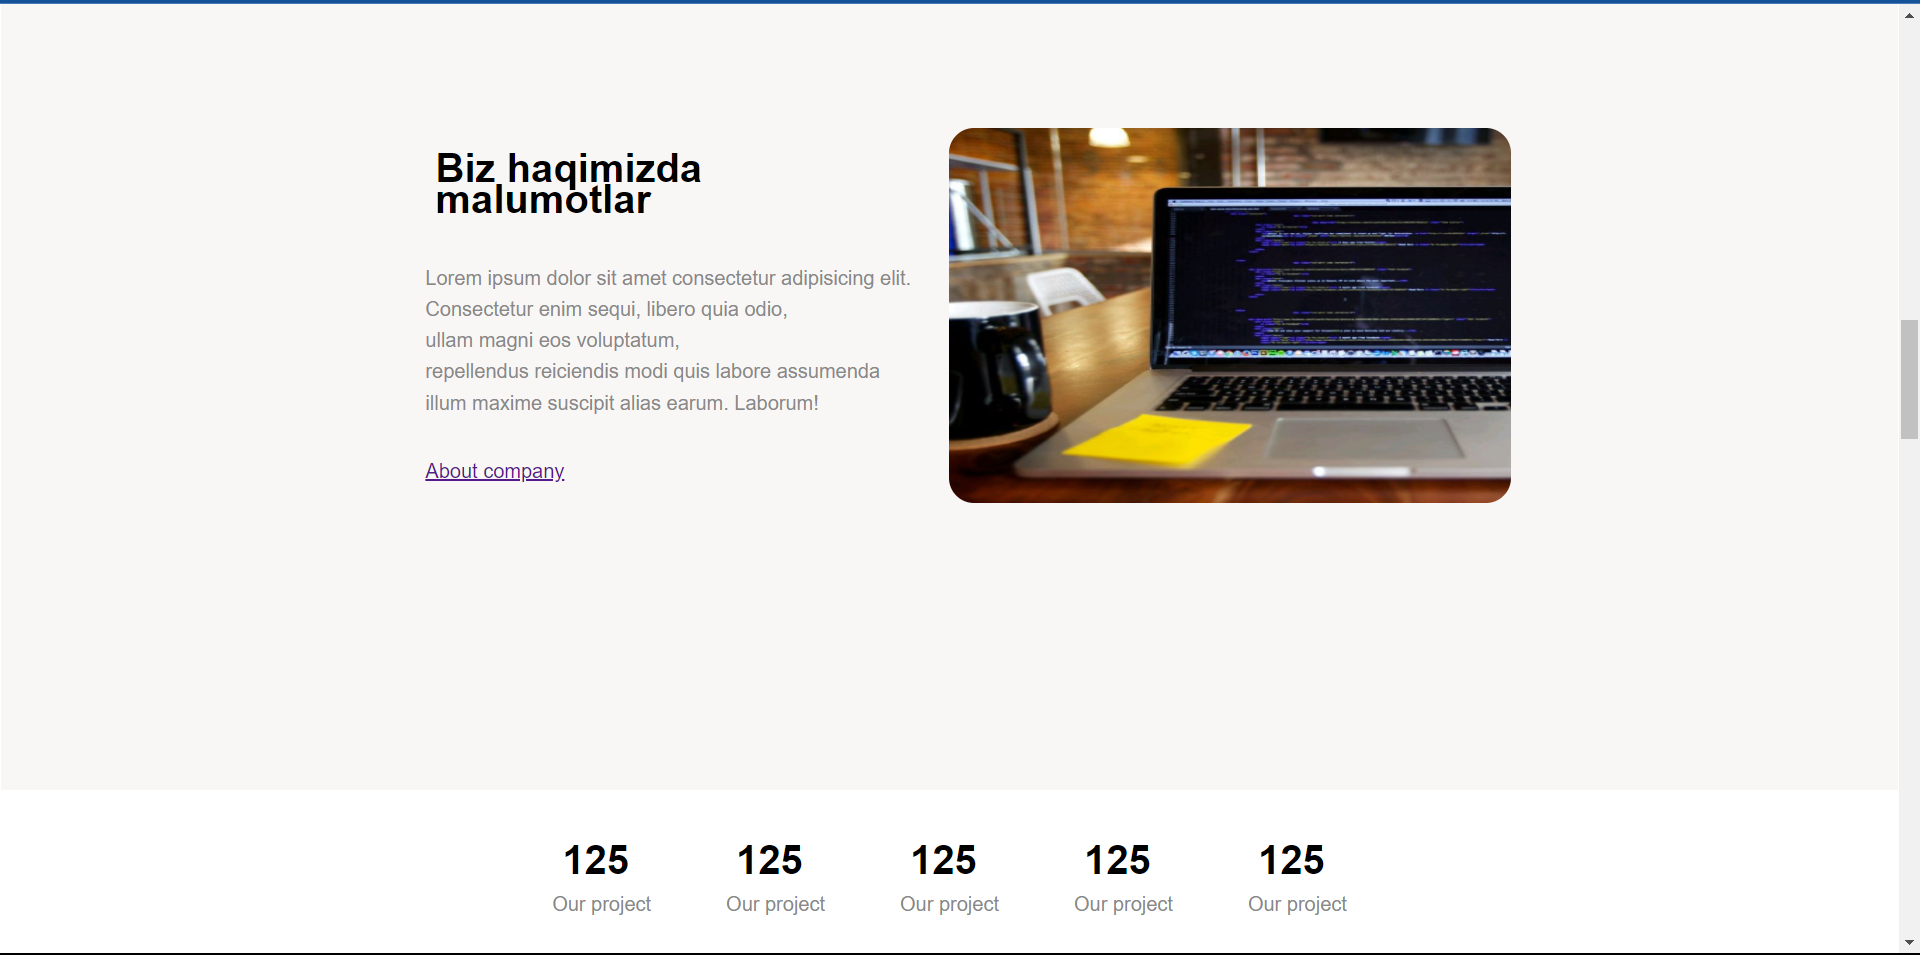 Biz haqimizda
malumotlar
Lorem ipsum dolor sit amet consectetur adipisicing elit.
Consectetur enim sequi, libero quia odio,
ullam magni eos voluptatum,
repellendus reiciendis modi quis labore assumenda
illum maxime suscipit alias earum. Laborum!
About company
125 125 125 125 125
Our project Our project Our project Our project Our project